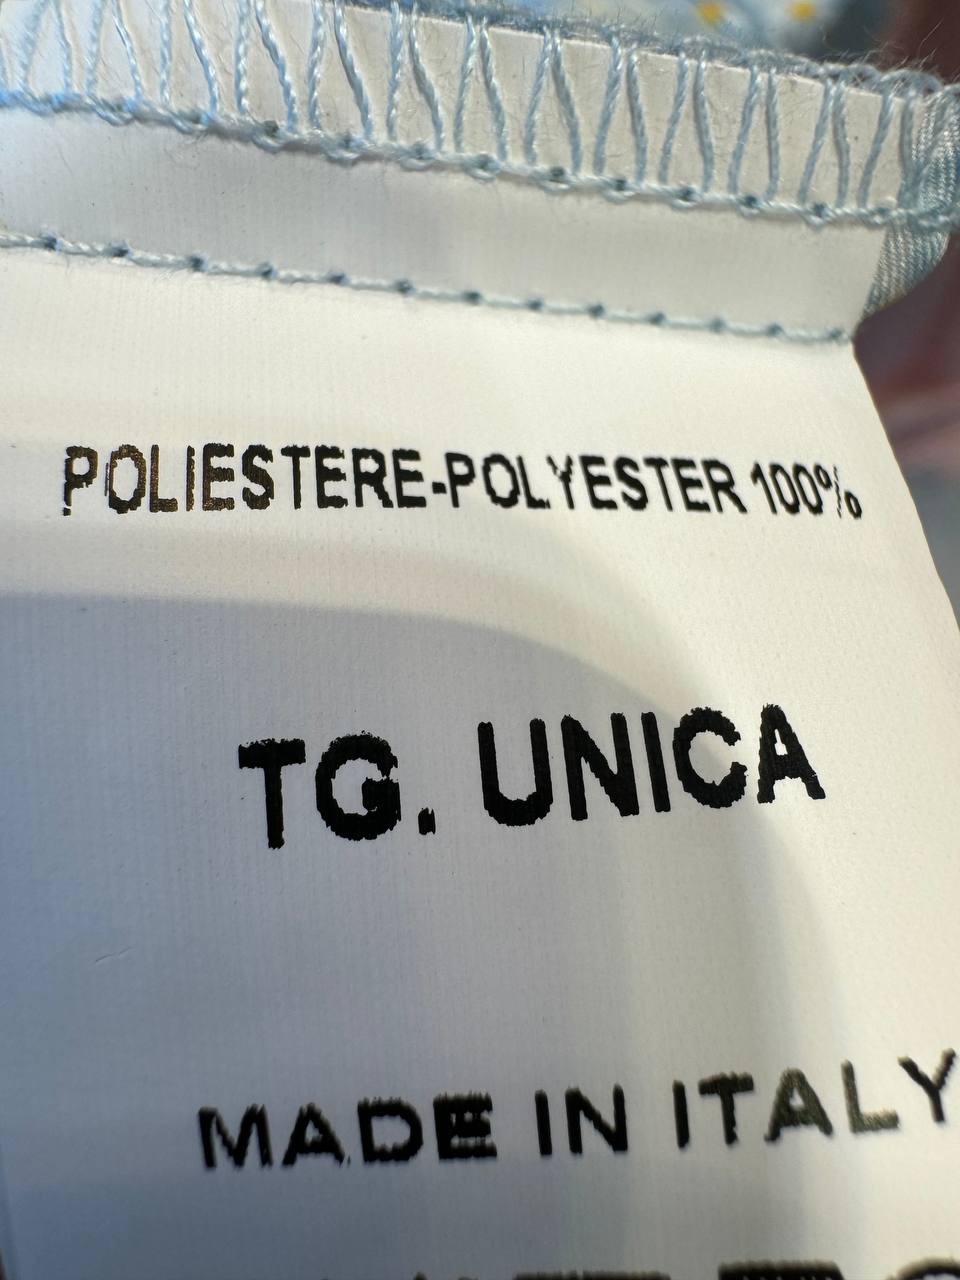 POLIESTERE-POLYESTER 100%
TG. UNICA
MADE IN ITALY